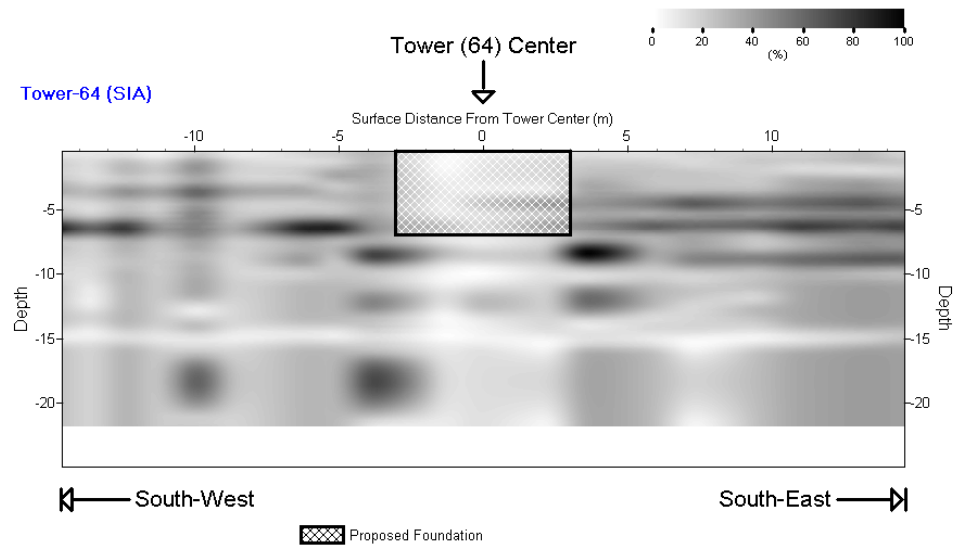 Tower (64) Center
0 20 40 60 80 100
(%)
Tower-64 (SIA)
Surface Distance From Tower Center (m)
-10 -5 0 5 10
-5 -5
-10 -10
Depth Depth
-15 -15
-20 -20
South-West South-East
Proposed Foundation